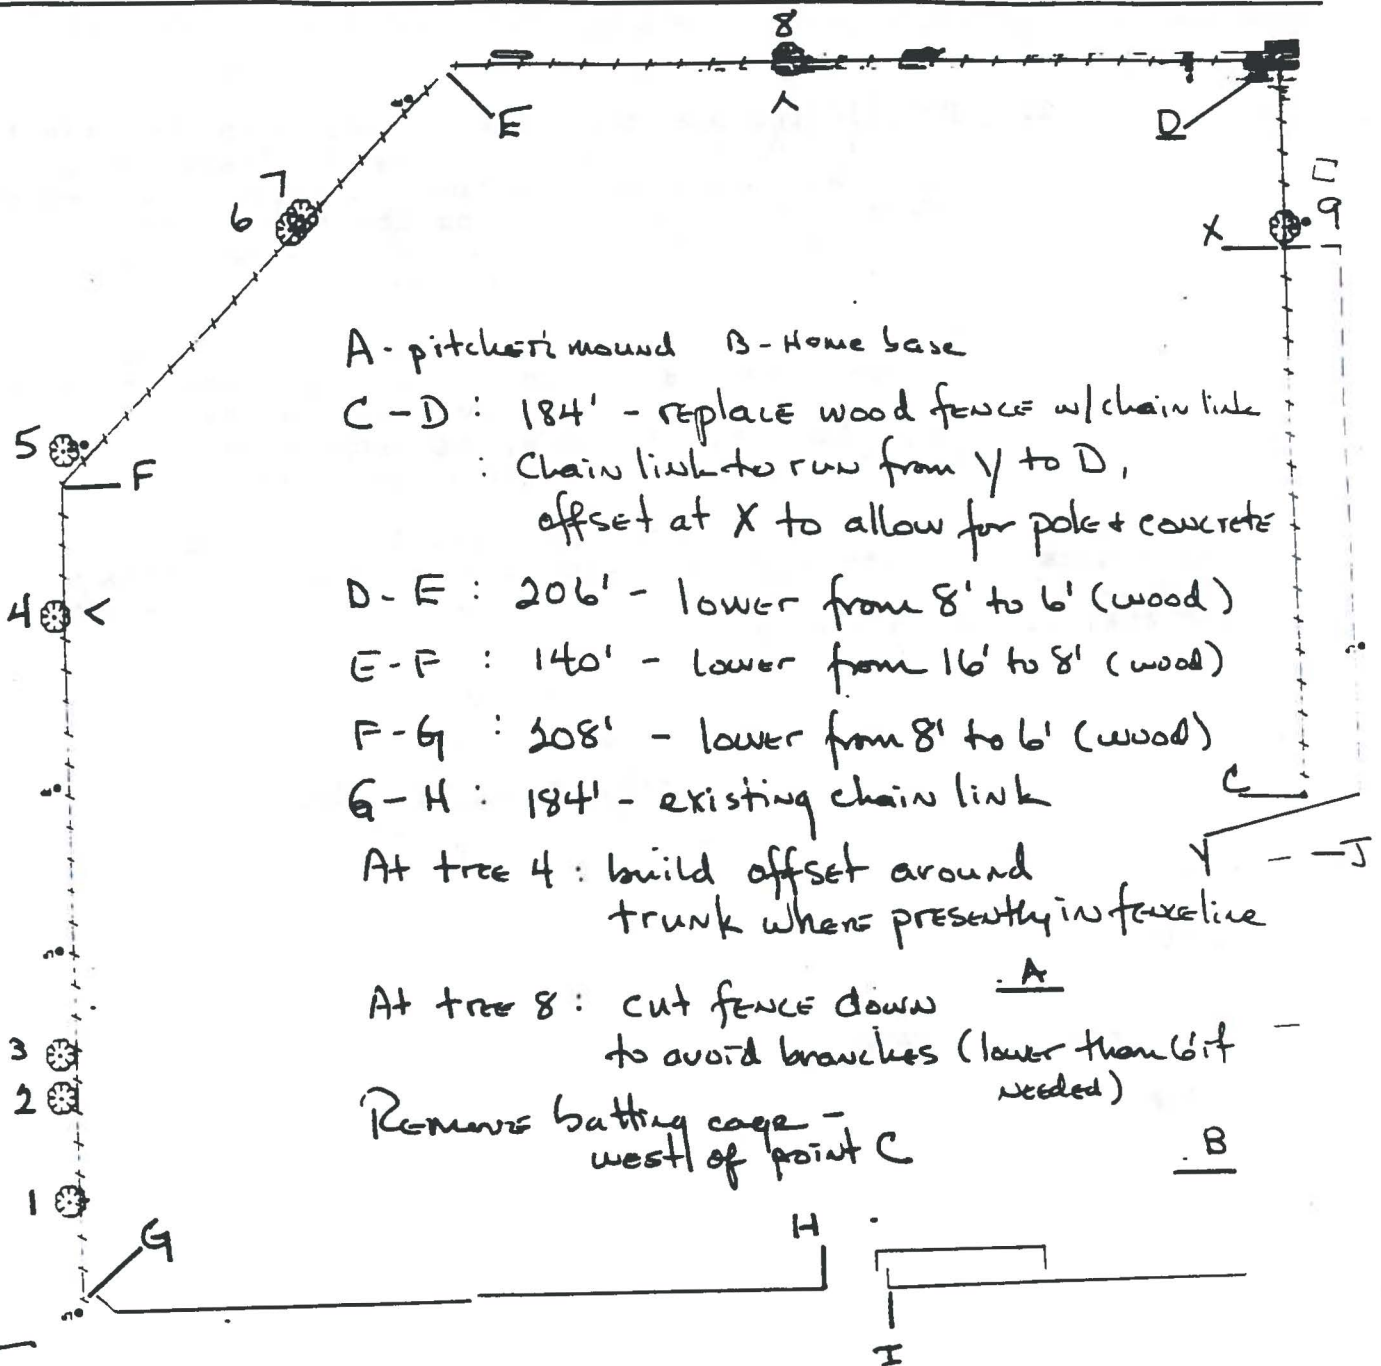 8
E
D
7
6
9
X
A - pitcher's mound B - Home base
C - D : 184' - replace wood fence w/chain link
5
: Chain link to run from Y to D,
F
offset at X to allow for pole + concrete
D - E : 206' - lower from 8' to 6' (wood)
4
E - F : 140' - lower from 16' to 8' (wood)
F - G : 208' - lower from 8' to 6' (wood)
G - H : 184' - existing chain link
C
At tree 4 : build offset around
Y
J
trunk where presently in fenceline
A
At tree 8 : cut fence down
3
to avoid branches (lower than 6' if
needed)
2
Remove batting cage -
west of point C
B
1
G
H
I